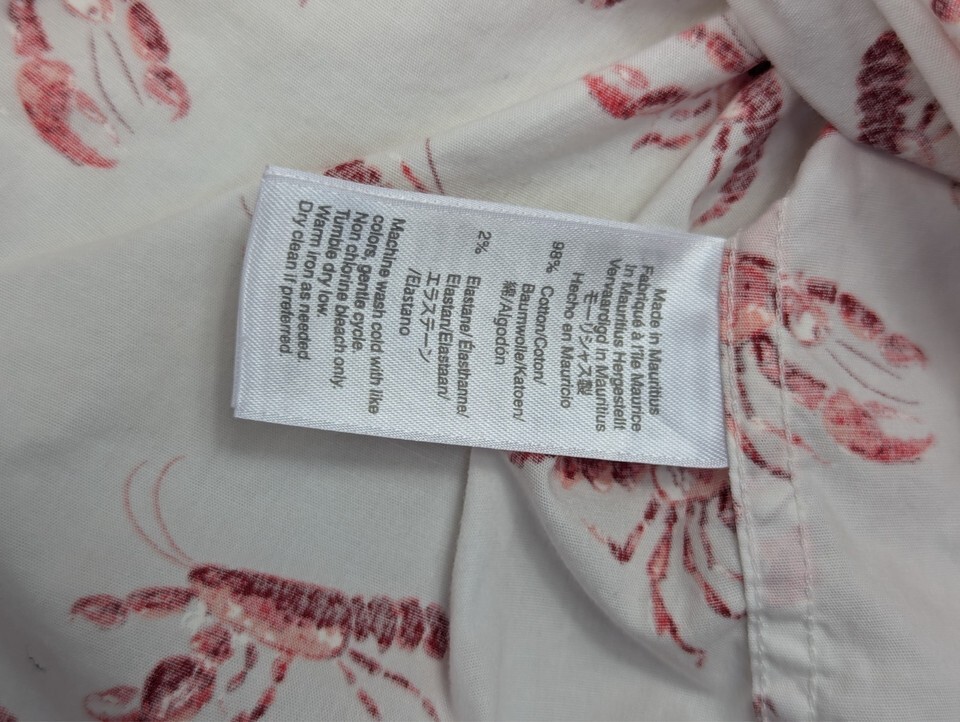 Made in Mauritius
Fabriqué à l'Île Maurice
in Mauritius Hergestellt
Vervaardigd in Mauritius
モーリシャス製
Hecho en Mauricio
98% Cotton/Coton/
Baumwolle/Katoen/
綿/Algodón
2% Elastane/ Elasthanne/
Elastan/Elastaan/
エラステーン
/Elastano
Machine wash cold with like
colors, gentle cycle.
Non chlorine bleach only.
Tumble dry low.
Warm iron as needed
Dry clean if preferred